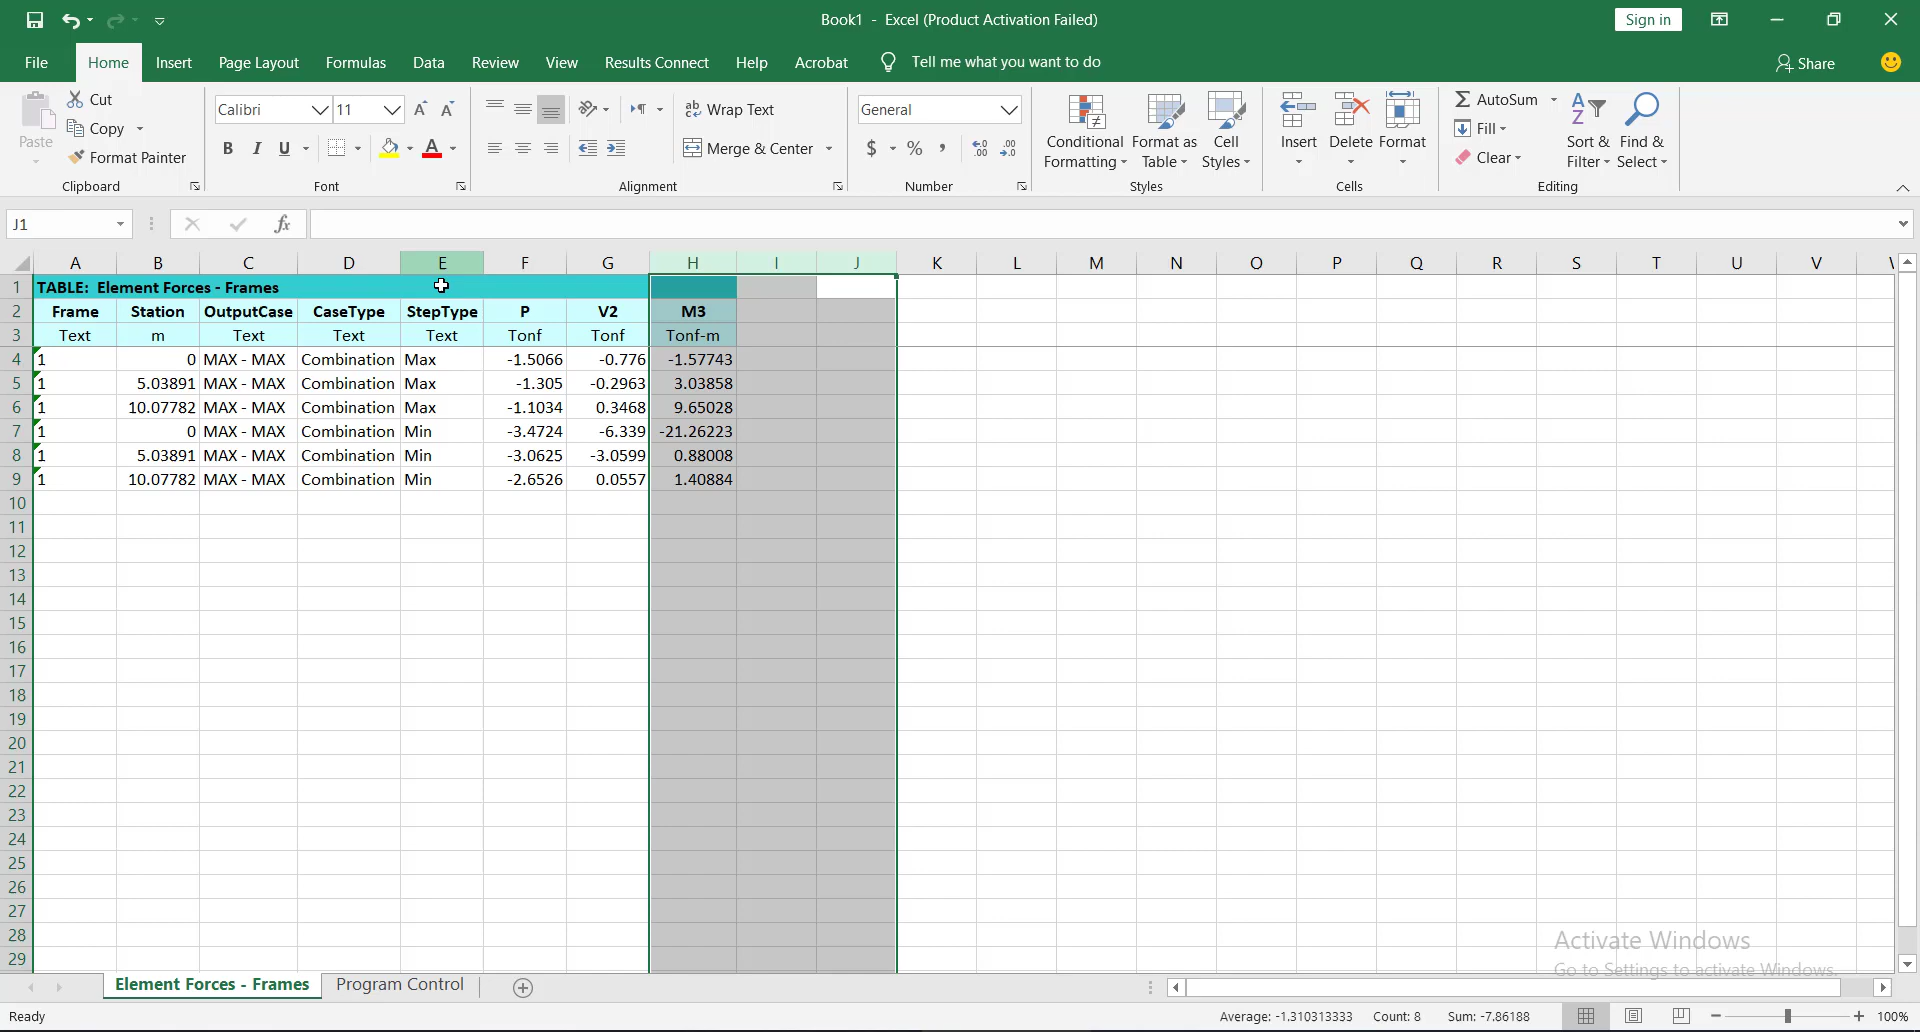 Book1 - Excel (Product Activation Failed)
Sign in
File Home Insert Page Layout Formulas Data Review View Results Connect Help Acrobat Tell me what you want to do Share
Paste
Cut
Copy
Format Painter
Clipboard
Calibri 11
B I U A
Font
Wrap Text
Merge & Center
Alignment
General
$ % ,
Number
Conditional Formatting
Format as Table
Cell Styles
Styles
Insert Delete Format
Cells
AutoSum
Fill
Clear
Sort & Filter
Find & Select
Editing
J1 fx
A B C D E F G H I J K L M N O P Q R S T U V
1 TABLE: Element Forces - Frames
2 Frame Station OutputCase CaseType StepType P V2 M3
3 Text m Text Text Text Tonf Tonf Tonf-m
4 1 0 MAX - MAX Combination Max -1.5066 -0.776 -1.57743
5 1 5.03891 MAX - MAX Combination Max -1.305 -0.2963 3.03858
6 1 10.07782 MAX - MAX Combination Max -1.1034 0.3468 9.65028
7 1 0 MAX - MAX Combination Min -3.4724 -6.339 -21.26223
8 1 5.03891 MAX - MAX Combination Min -3.0625 -3.0599 0.88008
9 1 10.07782 MAX - MAX Combination Min -2.6526 0.0557 1.40884
10
11
12
13
14
15
16
17
18
19
20
21
22
23
24
25
26
27
28
29
Activate Windows
Go to Settings to activate Windows.
Element Forces - Frames Program Control
Ready Average: -1.310313333 Count: 8 Sum: -7.86188 100%